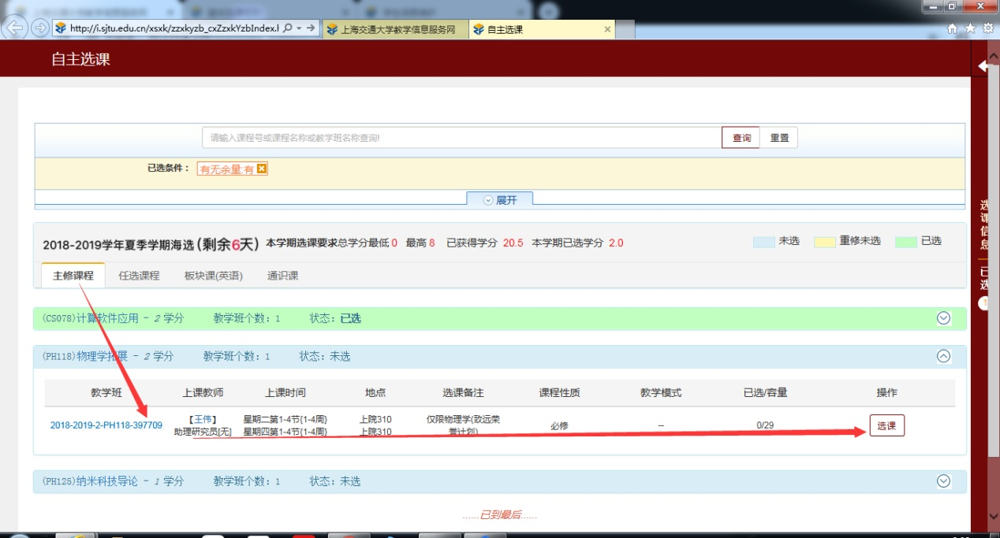 http://i.sjtu.edu.cn/xsxk/zzxkyzb_cxZzxkYzbIndex.h
上海交通大学教学信息服务网
自主选课
自主选课
请输入课程号或课程名称或教学班名称查询!
查询
重置
已选条件：
有无余量:有
展开
2018-2019学年夏季学期海选(剩余6天)
本学期选课要求总学分最低 0 最高 8 已获得学分 20.5 本学期已选学分 2.0
未选
重修未选
已选
主修课程
任选课程
板块课(英语)
通识课
(CS078)计算软件应用 - 2 学分 教学班个数：1 状态：已选
(PH118)物理学拓展 - 2 学分 教学班个数：1 状态：未选
教学班 上课教师 上课时间 地点 选课备注 课程性质 教学模式 已选/容量 操作
2018-2019-2-PH118-397709
【王伟】
助理研究员[无]
星期二第1-4节{1-4周}
星期四第1-4节{1-4周}
上院310
上院310
仅限物理学(致远荣
誉计划)
必修
--
0/29
选课
(PH125)纳米科技导论 - 1 学分 教学班个数：1 状态：未选
......已到最后......
选课信息
已选
1